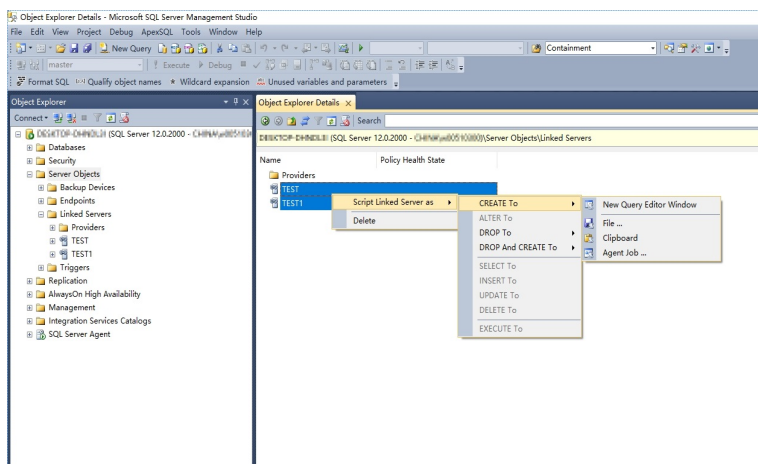 Object Explorer Details - Microsoft SQL Server Management Studio
File Edit View Project Debug ApexSQL Tools Window Help
New Query Containment
master Execute Debug
Format SQL Qualify object names Wildcard expansion Unused variables and parameters
Object Explorer
Connect
(SQL Server 12.0.2000 -
Databases
Security
Server Objects
Backup Devices
Endpoints
Linked Servers
Providers
TEST
TEST1
Triggers
Replication
AlwaysOn High Availability
Management
Integration Services Catalogs
SQL Server Agent
Object Explorer Details
Search
(SQL Server 12.0.2000 - \Server Objects\Linked Servers
Name Policy Health State
Providers
TEST
TEST1
Script Linked Server as
Delete
CREATE To
ALTER To
DROP To
DROP And CREATE To
SELECT To
INSERT To
UPDATE To
DELETE To
EXECUTE To
New Query Editor Window
File ...
Clipboard
Agent Job ...